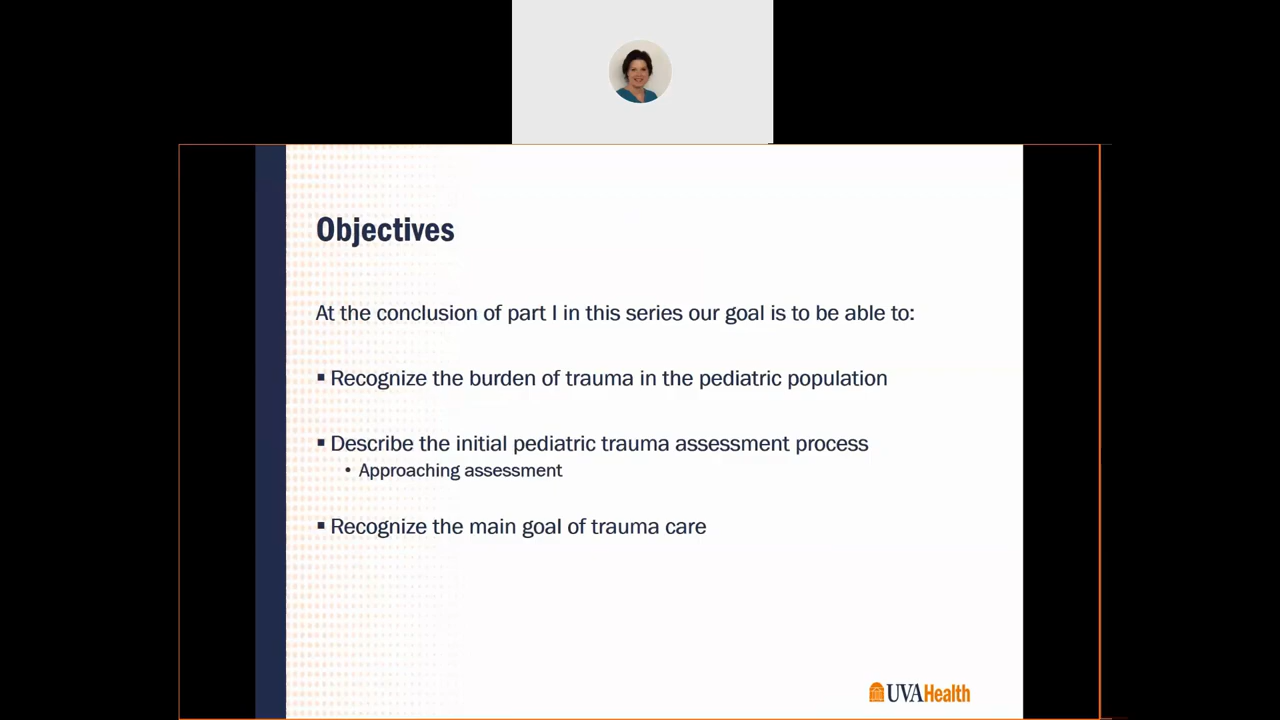 Objectives
At the conclusion of part I in this series our goal is to be able to:
▪ Recognize the burden of trauma in the pediatric population
▪ Describe the initial pediatric trauma assessment process
• Approaching assessment
▪ Recognize the main goal of trauma care
UVAHealth